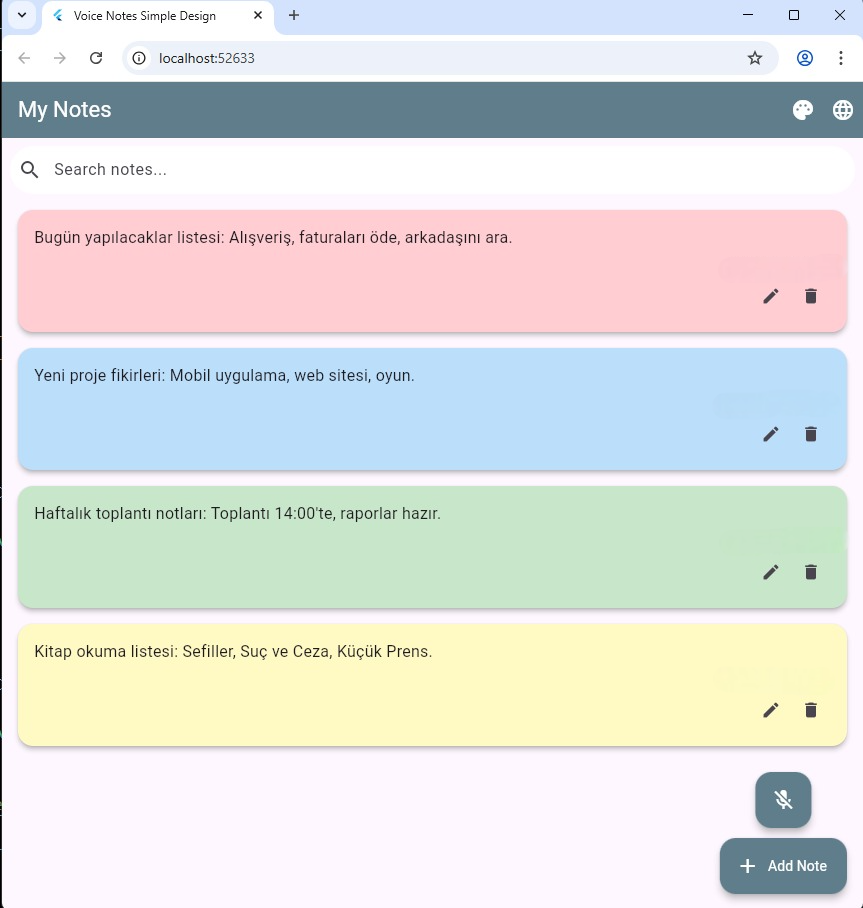 Voice Notes Simple Design
localhost:52633
My Notes
Search notes...
Bugün yapılacaklar listesi: Alışveriş, faturaları öde, arkadaşını ara.
Yeni proje fikirleri: Mobil uygulama, web sitesi, oyun.
Haftalık toplantı notları: Toplantı 14:00'te, raporlar hazır.
Kitap okuma listesi: Sefiller, Suç ve Ceza, Küçük Prens.
Add Note